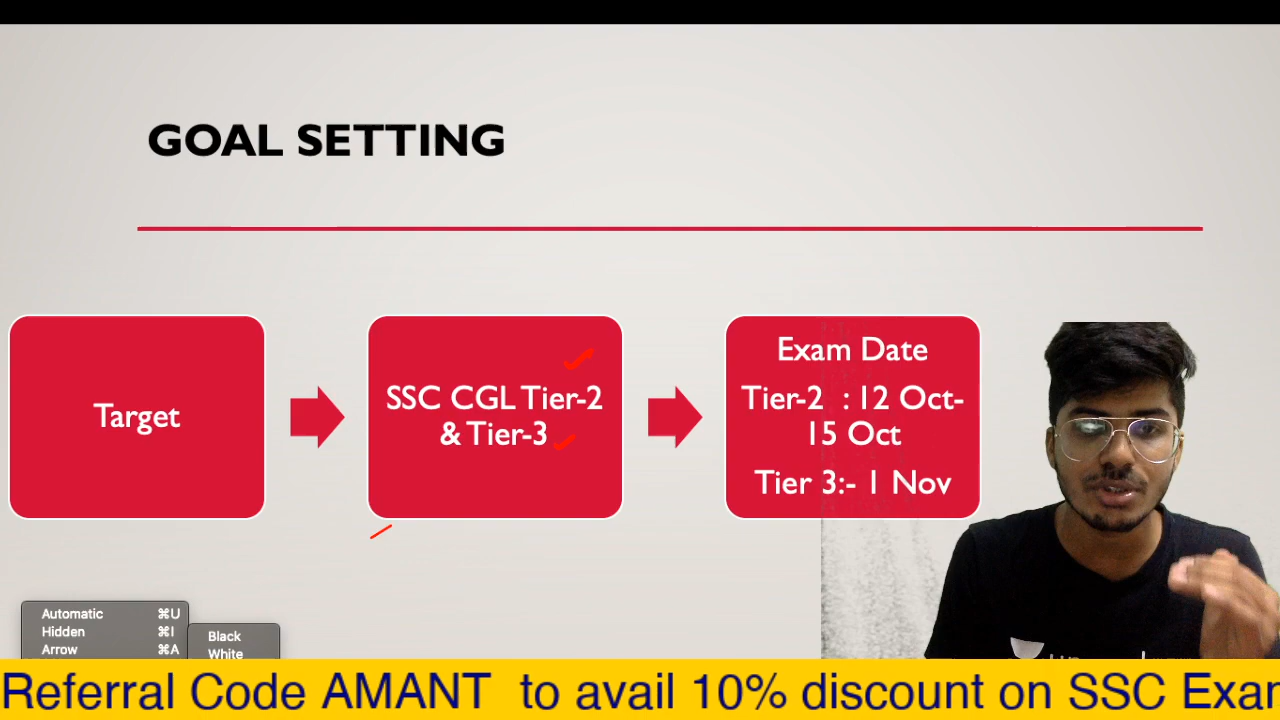 GOAL SETTING
Target
SSC CGL Tier-2
& Tier-3
Exam Date
Tier-2 : 12 Oct-
15 Oct
Tier 3:- 1 Nov
Automatic ⌘U
Hidden ⌘I
Arrow ⌘A
Black
White
Referral Code AMANT to avail 10% discount on SSC